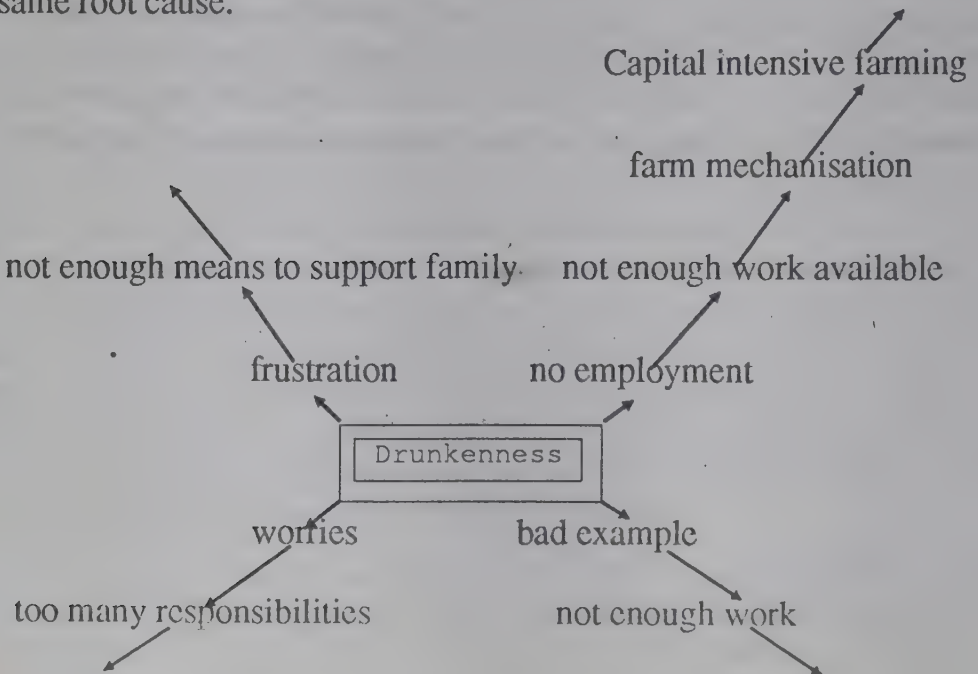 same root cause.
Capital intensive farming
farm mechanisation
not enough means to support family
not enough work available
frustration
no employment
Drunkenness
worries
bad example
too many responsibilities
not enough work